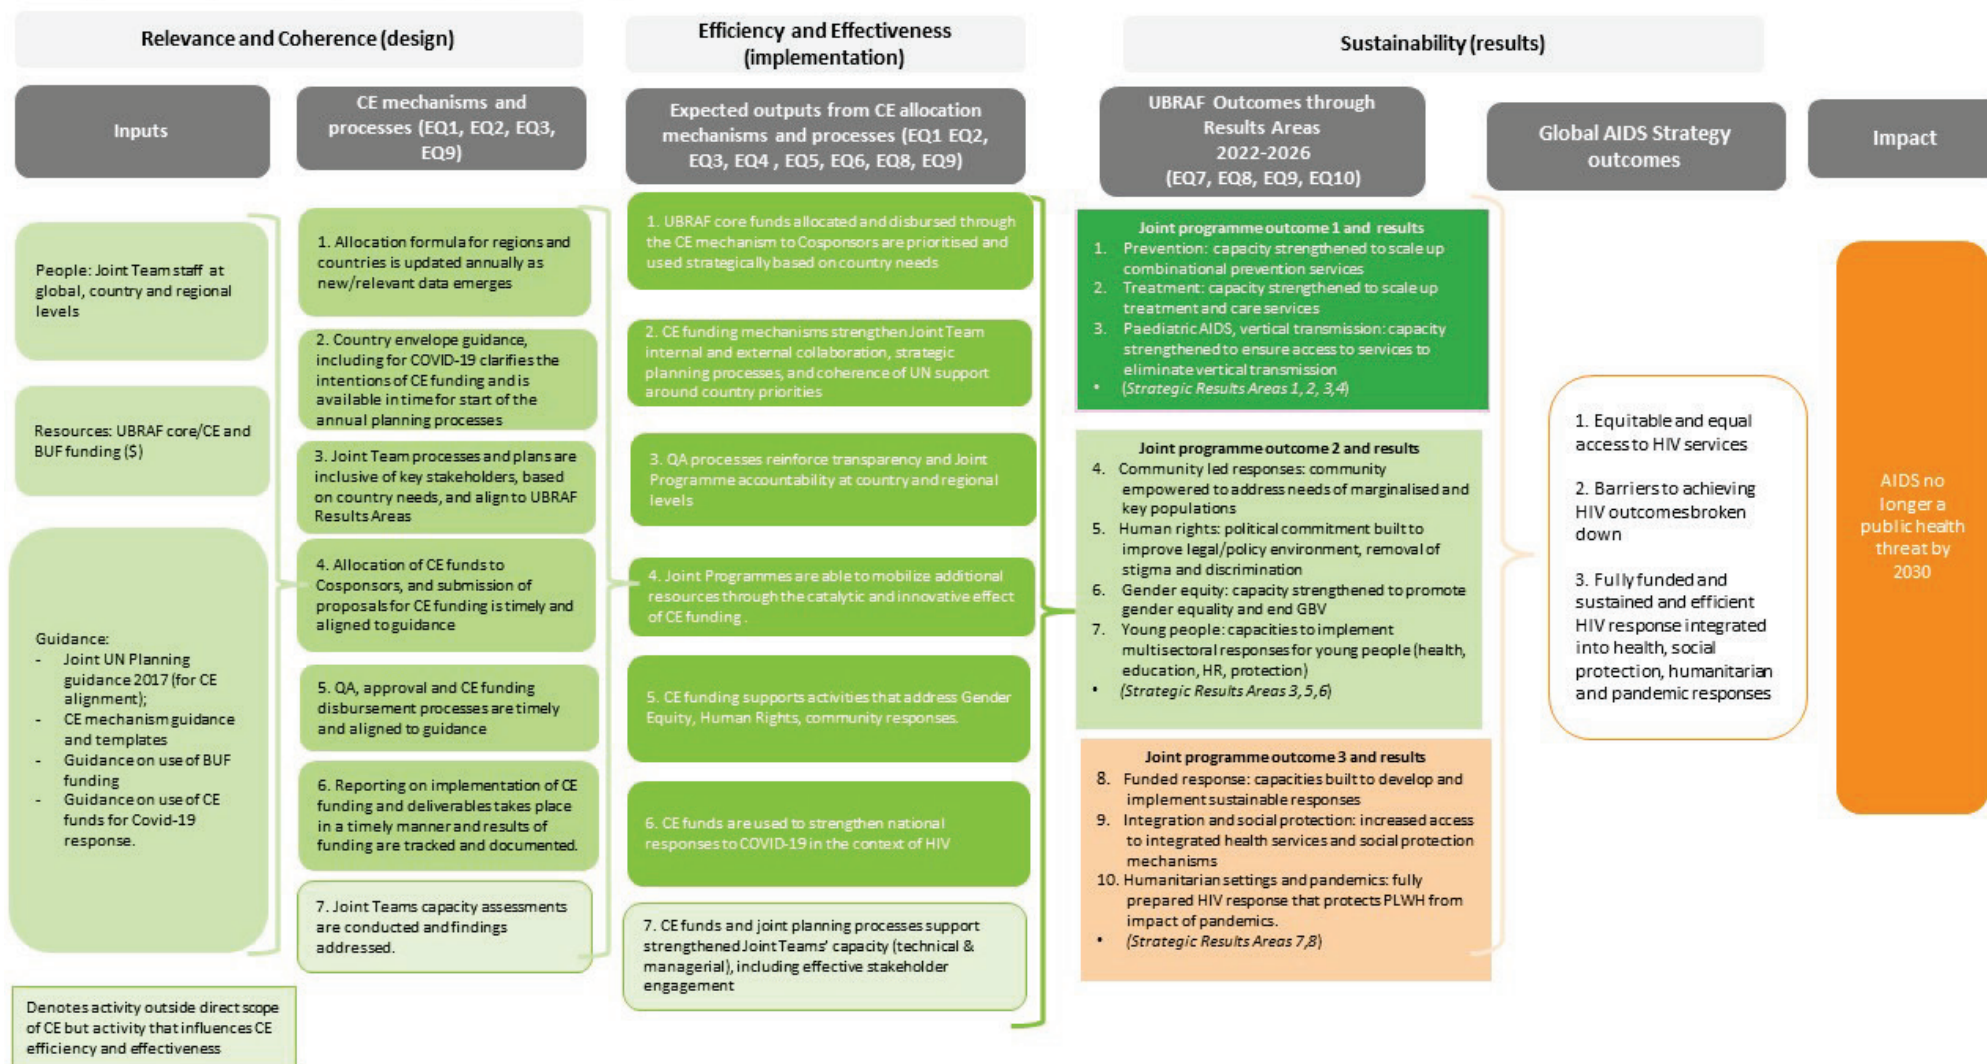 Relevance and Coherence (design)
Efficiency and Effectiveness
(implementation)
Sustainability (results)
Inputs
CE mechanisms and
processes (EQ1, EQ2, EQ3,
EQ9)
Expected outputs from CE allocation
mechanisms and processes (EQ1 EQ2,
EQ3, EQ4 , EQ5, EQ6, EQ8, EQ9)
UBRAF Outcomes through
Results Areas
2022-2026
(EQ7, EQ8, EQ9, EQ10)
Global AIDS Strategy
outcomes
Impact
People: Joint Team staff at
global, country and regional
levels
Resources: UBRAF core/CE and
BUF funding ($)
Guidance:
- Joint UN Planning
guidance 2017 (for CE
alignment);
- CE mechanism guidance
and templates
- Guidance on use of BUF
funding
- Guidance on use of CE
funds for Covid-19
response.
Denotes activity outside direct scope
of CE but activity that influences CE
efficiency and effectiveness
1. Allocation formula for regions and
countries is updated annually as
new/relevant data emerges
2. Country envelope guidance,
including for COVID-19 clarifies the
intentions of CE funding and is
available in time for start of the
annual planning processes
3. Joint Team processes and plans are
inclusive of key stakeholders, based
on country needs, and align to UBRAF
Results Areas
4. Allocation of CE funds to
Cosponsors, and submission of
proposals for CE funding is timely and
aligned to guidance
5. QA, approval and CE funding
disbursement processes are timely
and aligned to guidance
6. Reporting on implementation of CE
funding and deliverables takes place
in a timely manner and results of
funding are tracked and documented.
7. Joint Teams capacity assessments
are conducted and findings
addressed.
1. UBRAF core funds allocated and disbursed through
the CE mechanism to Cosponsors are prioritised and
used strategically based on country needs
2. CE funding mechanisms strengthen Joint Team
internal and external collaboration, strategic
planning processes, and coherence of UN support
around country priorities
3. QA processes reinforce transparency and Joint
Programme accountability at country and regional
levels
4. Joint Programmes are able to mobilize additional
resources through the catalytic and innovative effect
of CE funding .
5. CE funding supports activities that address Gender
Equity, Human Rights, community responses.
6. CE funds are used to strengthen national
responses to COVID-19 in the context of HIV
7. CE funds and joint planning processes support
strengthened Joint Teams' capacity (technical &
managerial), including effective stakeholder
engagement
Joint programme outcome 1 and results
1. Prevention: capacity strengthened to scale up
combinational prevention services
2. Treatment: capacity strengthened to scale up
treatment and care services
3. Paediatric AIDS, vertical transmission: capacity
strengthened to ensure access to services to
eliminate vertical transmission
• (Strategic Results Areas 1, 2, 3,4)
Joint programme outcome 2 and results
4. Community led responses: community
empowered to address needs of marginalised and
key populations
5. Human rights: political commitment built to
improve legal/policy environment, removal of
stigma and discrimination
6. Gender equity: capacity strengthened to promote
gender equality and end GBV
7. Young people: capacities to implement
multisectoral responses for young people (health,
education, HR, protection)
• (Strategic Results Areas 3, 5,6)
Joint programme outcome 3 and results
8. Funded response: capacities built to develop and
implement sustainable responses
9. Integration and social protection: increased access
to integrated health services and social protection
mechanisms
10. Humanitarian settings and pandemics: fully
prepared HIV response that protects PLWH from
impact of pandemics.
• (Strategic Results Areas 7,8)
1. Equitable and equal
access to HIV services
2. Barriers to achieving
HIV outcomesbroken
down
3. Fully funded and
sustained and efficient
HIV response integrated
into health, social
protection, humanitarian
and pandemic responses
AIDS no
longer a
public health
threat by
2030